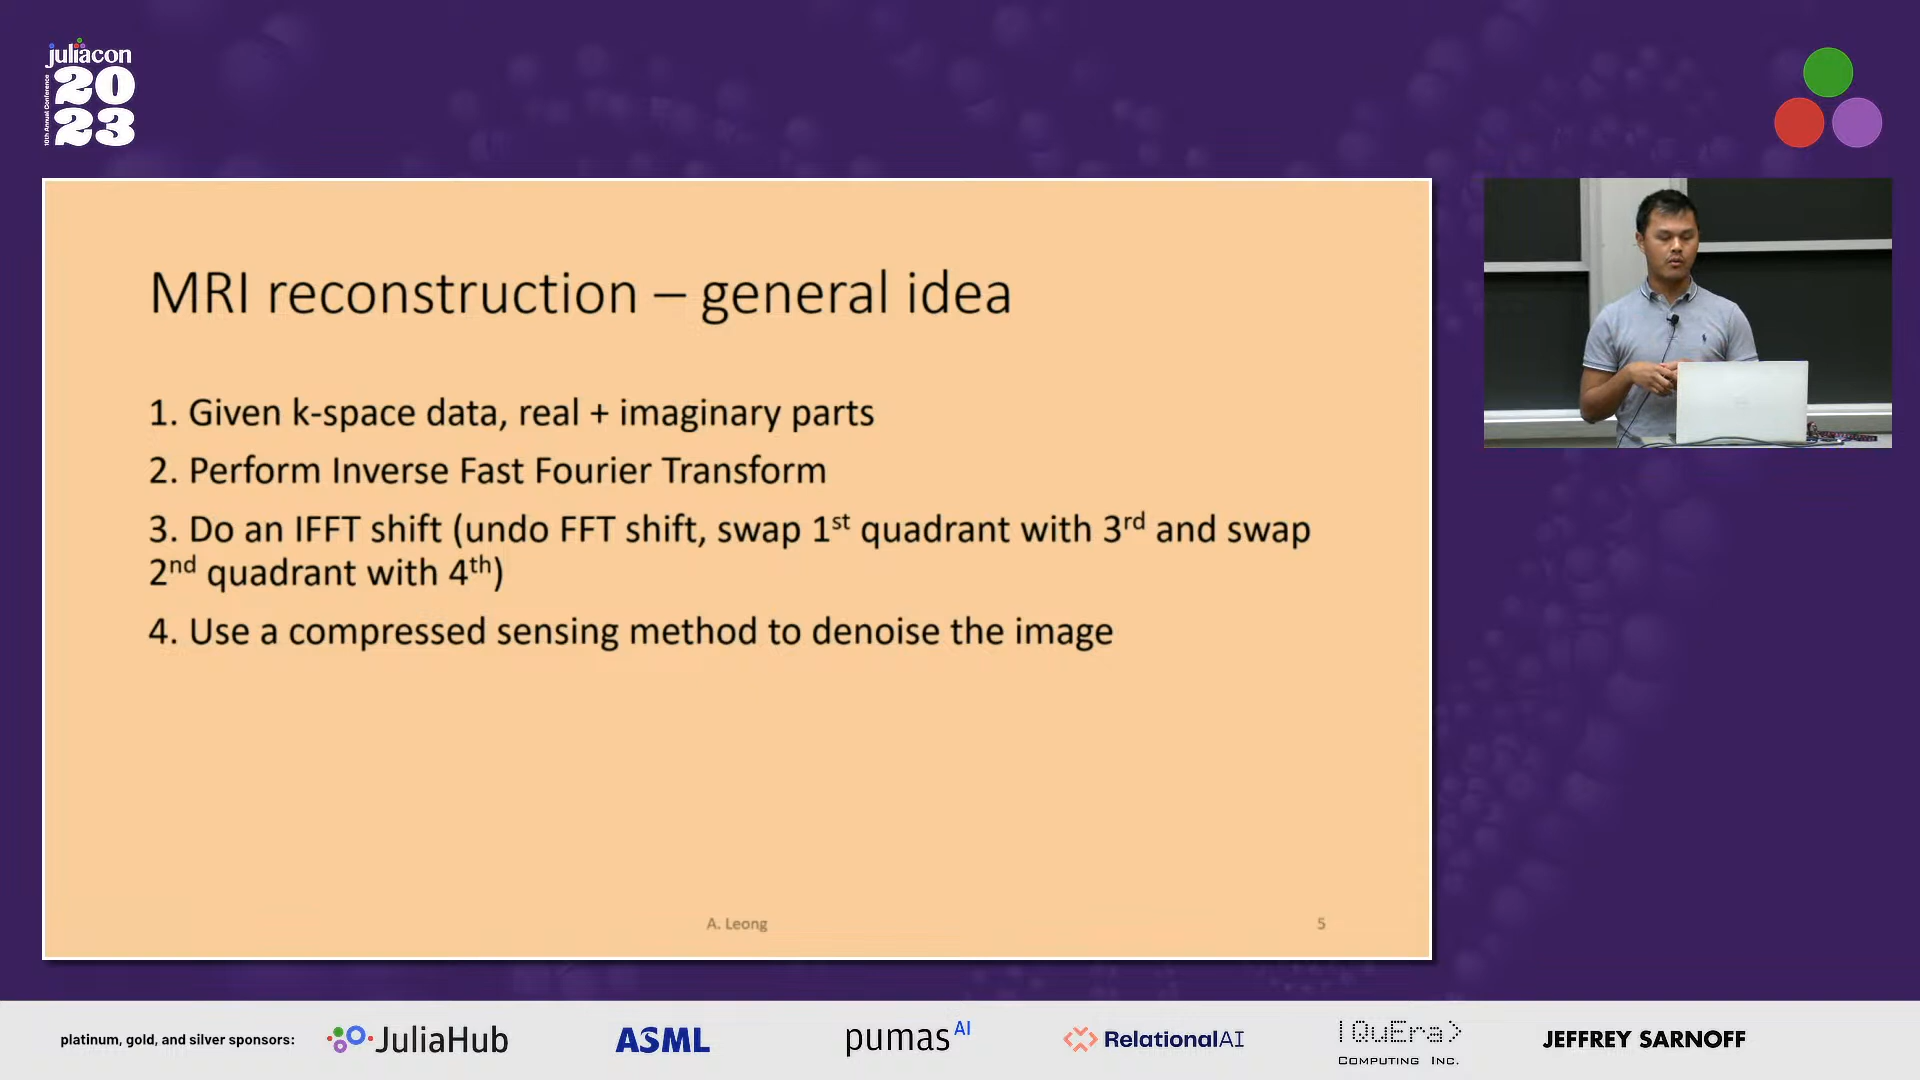 juliacon
20
23
10th Annual Conference
MRI reconstruction – general idea
1. Given k-space data, real + imaginary parts
2. Perform Inverse Fast Fourier Transform
3. Do an IFFT shift (undo FFT shift, swap 1st quadrant with 3rd and swap
2nd quadrant with 4th)
4. Use a compressed sensing method to denoise the image
A. Leong
5
platinum, gold, and silver sponsors:
JuliaHub
ASML
pumasAI
RelationalAI
|QuEra>
COMPUTING INC.
JEFFREY SARNOFF